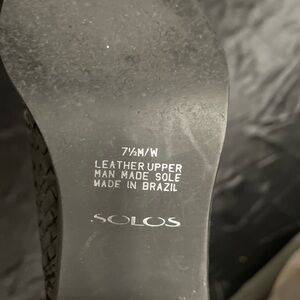 7½M/W
LEATHER UPPER
MAN MADE SOLE
MADE IN BRAZIL
SOLOS